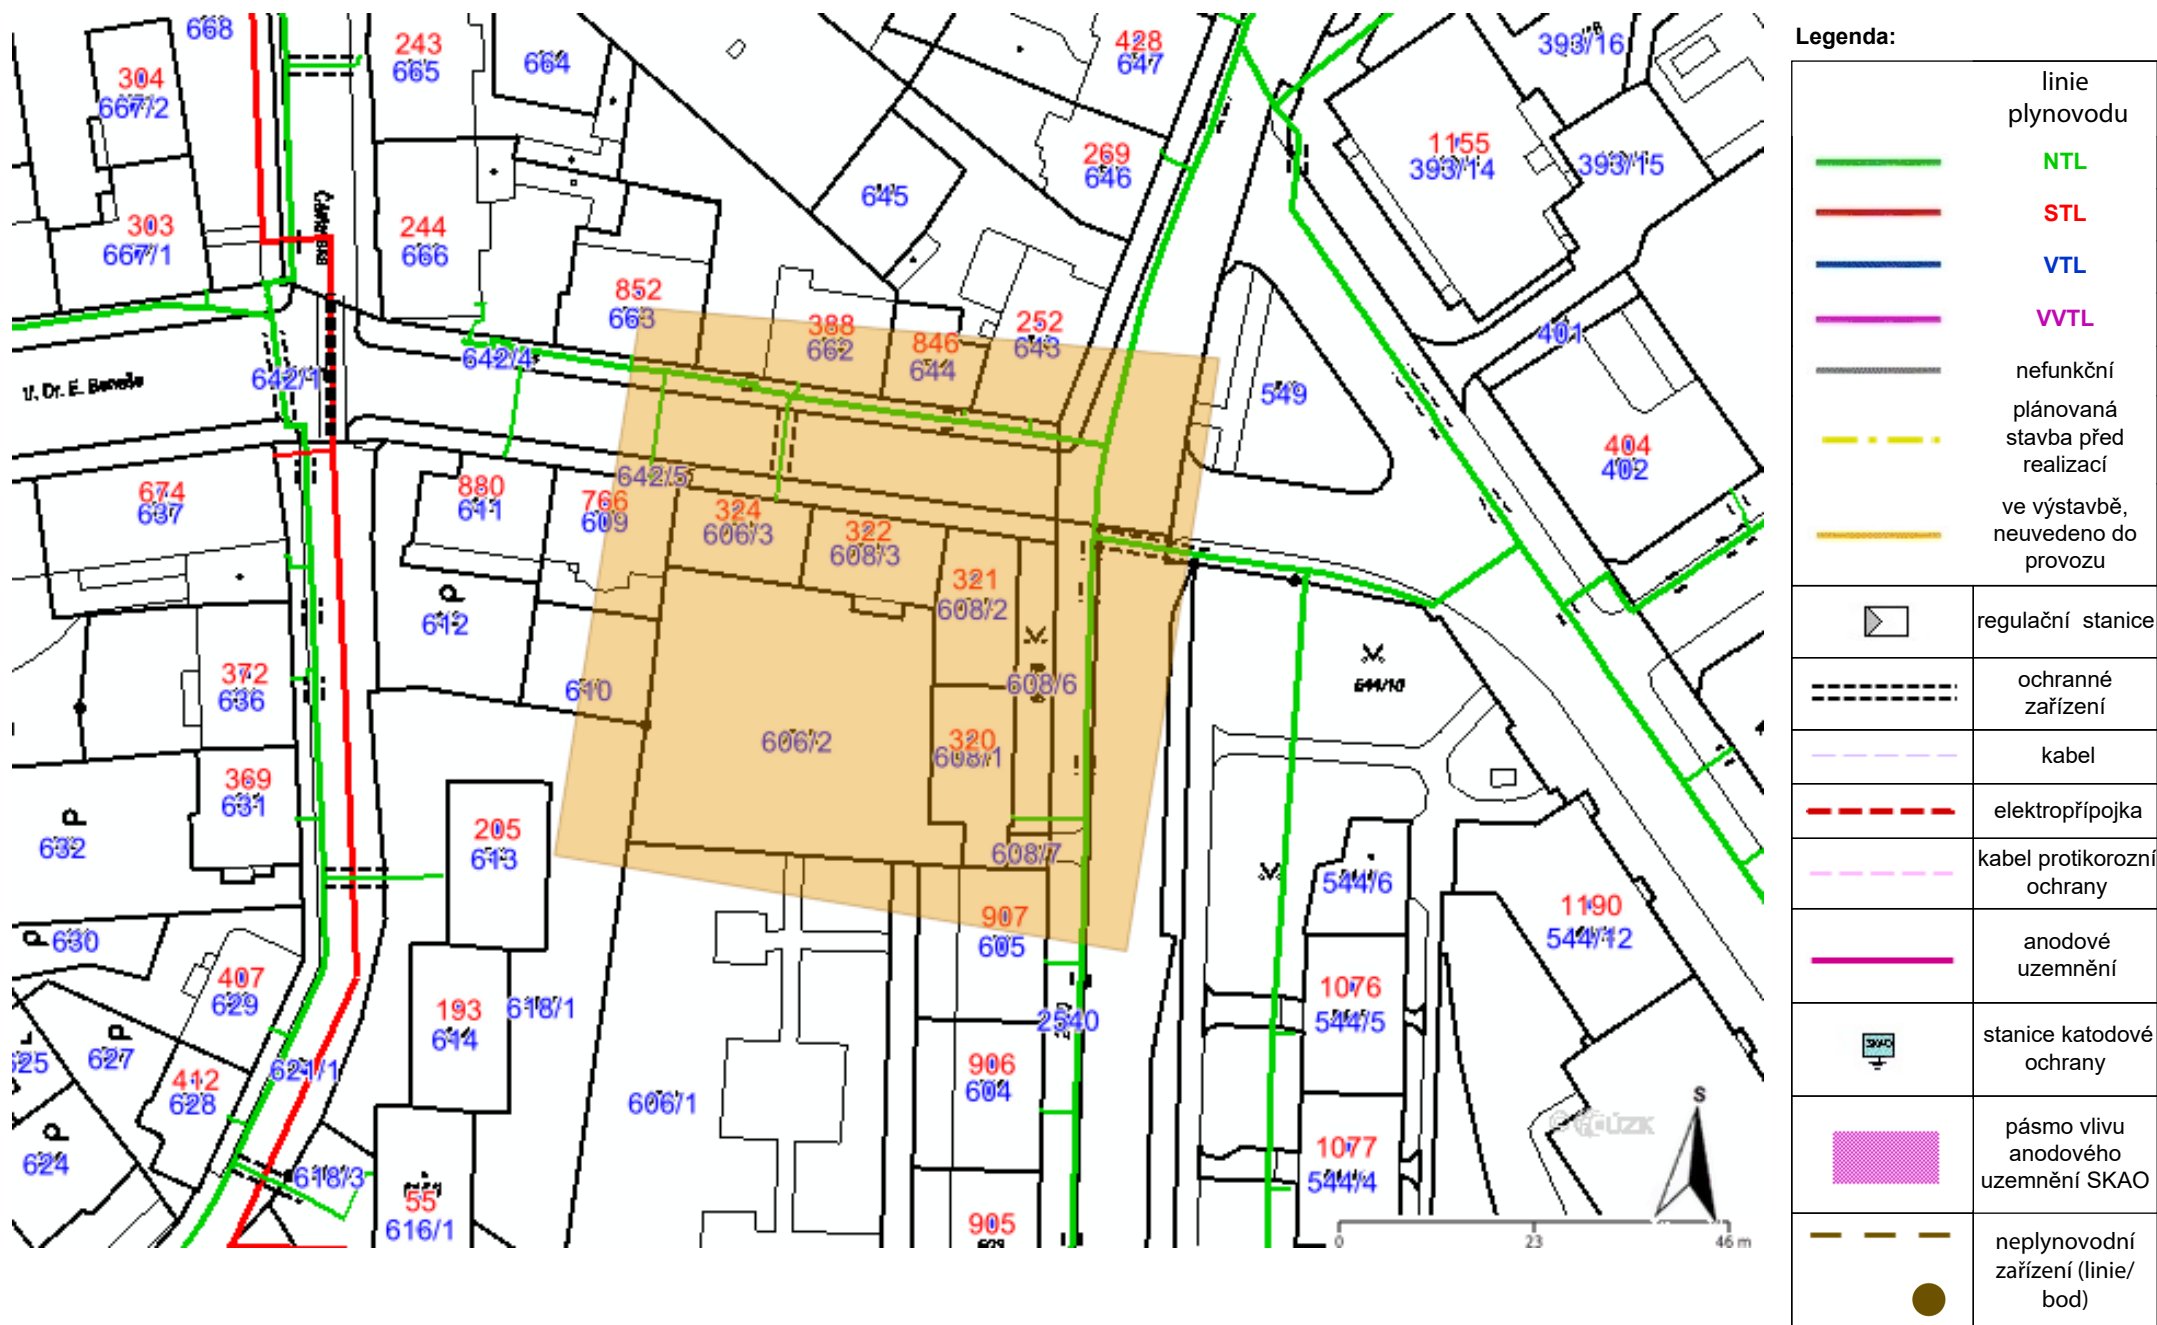 668
243
665
664
304
667/2
303
667/1
244
666
428
647
269
646
645
393/16
1155
393/14
393/15
852
663
388
662
846
644
252
643
549
401
404
402
642/4
642/1
tř. Dr. E. Beneše
642/5
674
637
880
611
766
609
324
606/3
322
608/3
321
608/2
612
610
608/6
544/10
372
636
606/2
320
608/1
369
631
632
205
613
608/7
907
605
544/6
1190
544/12
630
407
629
193
614
618/1
2540
1076
544/5
625
627
621/1
412
628
906
604
606/1
624
618/3
55
616/1
905
1077
544/4
S
0 23 46 m
© ČÚZK
Legenda:
linie
plynovodu
NTL
STL
VTL
VVTL
nefunkční
plánovaná
stavba před
realizací
ve výstavbě,
neuvedeno do
provozu
regulační stanice
ochranné
zařízení
kabel
elektropřípojka
kabel protikorozní
ochrany
anodové
uzemnění
SKAO
stanice katodové
ochrany
pásmo vlivu
anodového
uzemnění SKAO
neplynovodní
zařízení (linie/
bod)